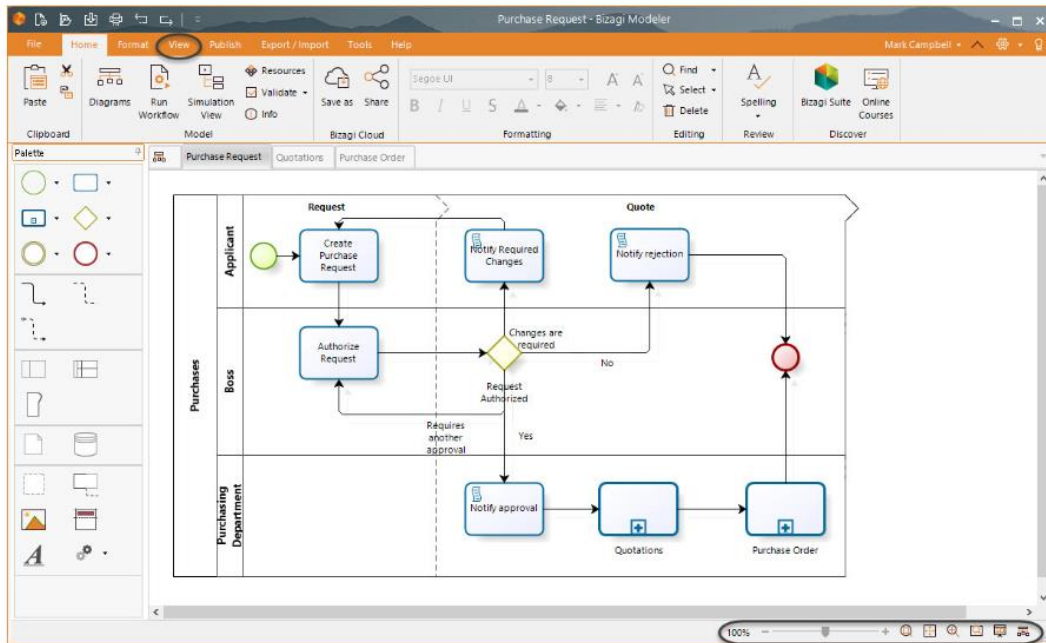 Purchase Request - Bizagi Modeler
File Home Format View Publish Export / Import Tools Help Mark Campbell
Paste
Clipboard
Diagrams
Run
Workflow
Simulation
View
Resources
Validate
Info
Model
Save as Share
Bizagi Cloud
Segoe UI 8
B I U S A
Formatting
Find
Select
Delete
Editing
Spelling
Review
Bizagi Suite
Online
Courses
Discover
Palette
Purchase Request Quotations Purchase Order
Request Quote
Purchases
Applicant
Create
Purchase
Request
Notify Required
Changes
Notify rejection
Boss
Authorize
Request
Changes are
required
No
Request
Authorized
Requires
another
approval
Yes
Purchasing
Department
Notify approval
Quotations
Purchase Order
A
100%